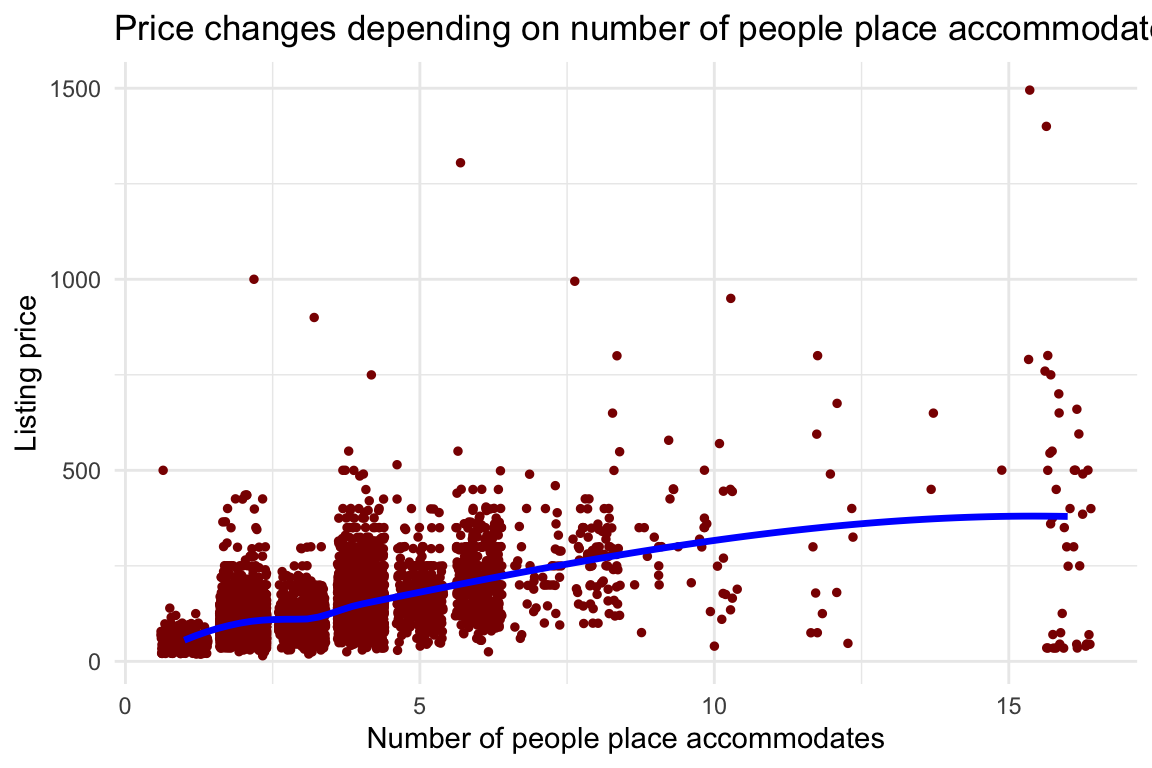 Price changes depending on number of people place accommodate
1500
1000
500
0
Listing price
0 5 10 15
Number of people place accommodates